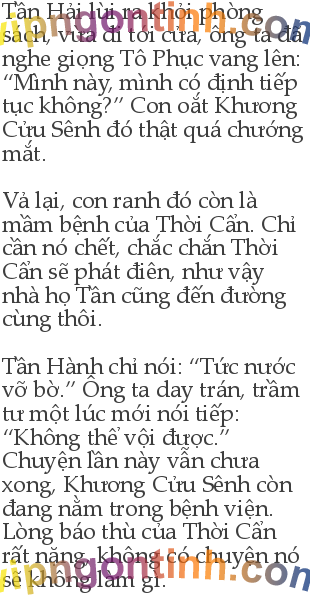 Tần Hải lùi ra khỏi phòng
sách, vừa đi tới cửa, ông ta đã
nghe giọng Tô Phục vang lên:
“Mình này, mình có định tiếp
tục không?” Con oắt Khương
Cửu Sênh đó thật quá chướng
mắt.

Vả lại, con ranh đó còn là
mầm bệnh của Thời Cẩn. Chỉ
cần nó chết, chắc chắn Thời
Cẩn sẽ phát điên, như vậy
nhà họ Tần cũng đến đường
cùng thôi.

Tần Hành chỉ nói: “Tức nước
vỡ bờ.” Ông ta day trán, trầm
tư một lúc mới nói tiếp:
“Không thể vội được.”
Chuyện lần này vẫn chưa
xong, Khương Cửu Sênh còn
đang nằm trong bệnh viện.
Lòng báo thù của Thời Cẩn
rất nặng, không có chuyện nó
sẽ không làm gì.
vipngontinh.com
vipngontinh.com